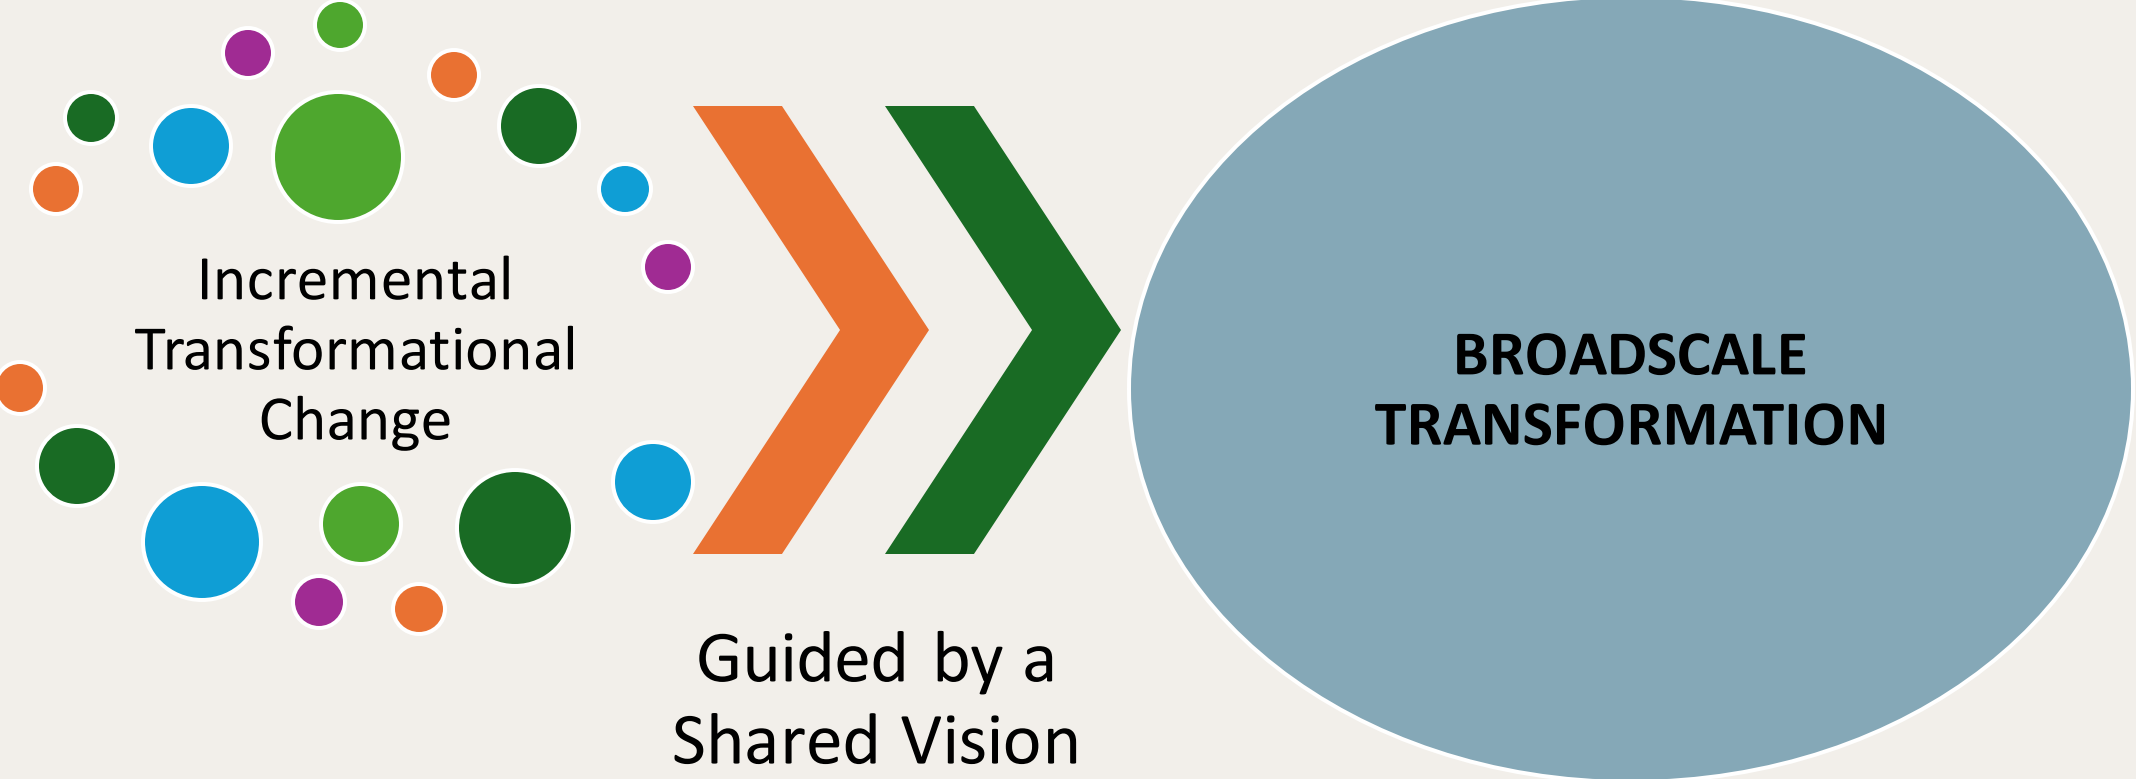 Incremental
Transformational
Change
Guided by a
Shared Vision
BROADSCALE
TRANSFORMATION